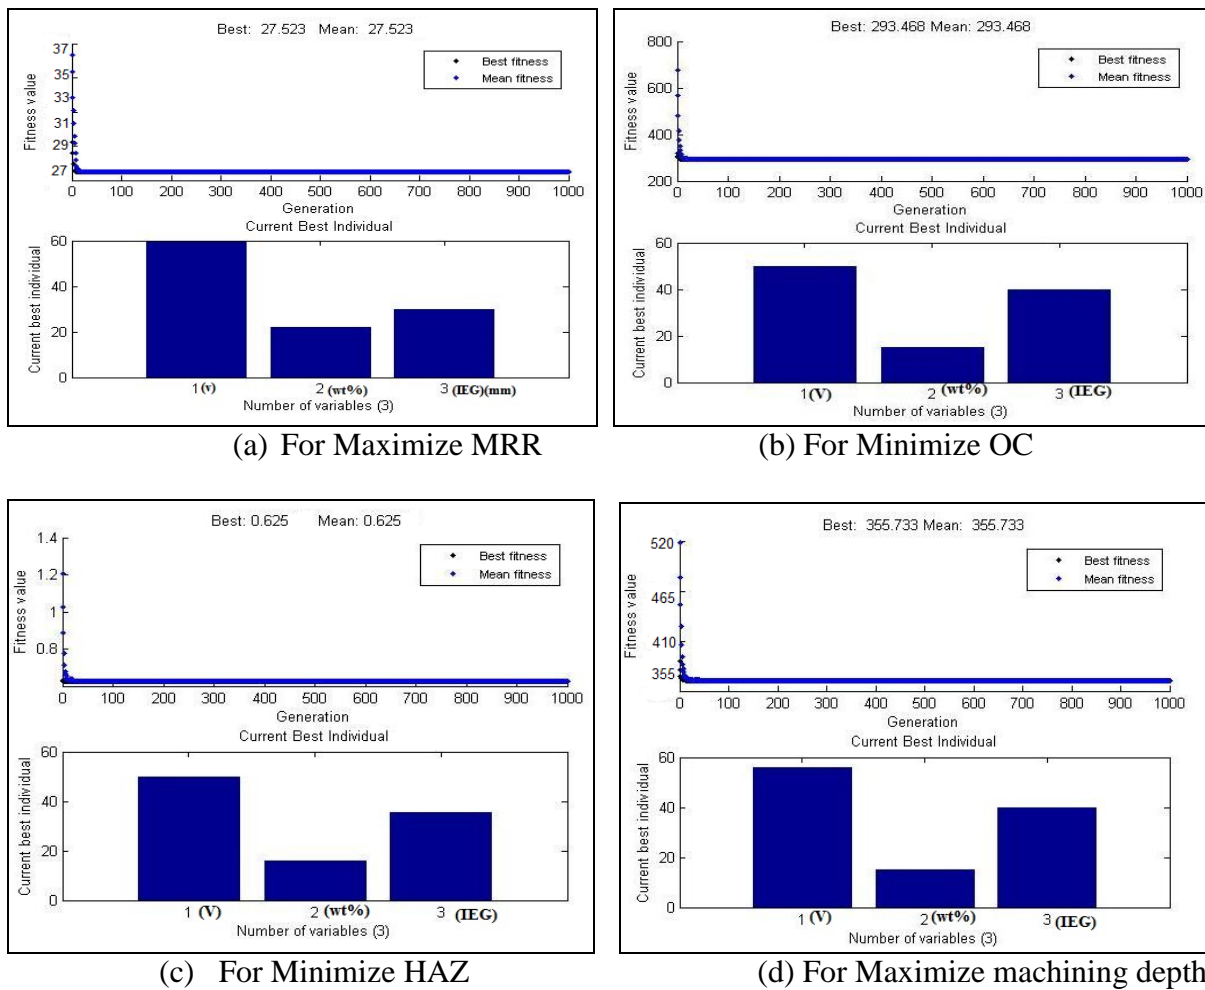 Best: 27.523 Mean: 27.523
37
35
33
31
29
27
Fitness value
Best fitness
Mean fitness
0 100 200 300 400 500 600 700 800 900 1000
Generation
Current Best Individual
60
40
20
0
Current best individual
1 (v) 2 (wt%) 3 (IEG)(mm)
Number of variables (3)
(a) For Maximize MRR
Best: 293.468 Mean: 293.468
800
600
400
200
Fitness value
Best fitness
Mean fitness
0 100 200 300 400 500 600 700 800 900 1000
Generation
Current Best Individual
60
40
20
0
Current best individual
1 (V) 2 (wt%) 3 (IEG)
Number of variables (3)
(b) For Minimize OC
Best: 0.625 Mean: 0.625
1.4
1.2
1
0.8
Fitness value
Best fitness
Mean fitness
0 100 200 300 400 500 600 700 800 900 1000
Generation
Current Best Individual
60
40
20
0
Current best individual
1 (V) 2 (wt%) 3 (IEG)
Number of variables (3)
(c) For Minimize HAZ
Best: 355.733 Mean: 355.733
520
465
410
355
Fitness value
Best fitness
Mean fitness
0 100 200 300 400 500 600 700 800 900 1000
Generation
Current Best Individual
60
40
20
0
Current best individual
1 (V) 2 (wt%) 3 (IEG)
Number of variables (3)
(d) For Maximize machining depth